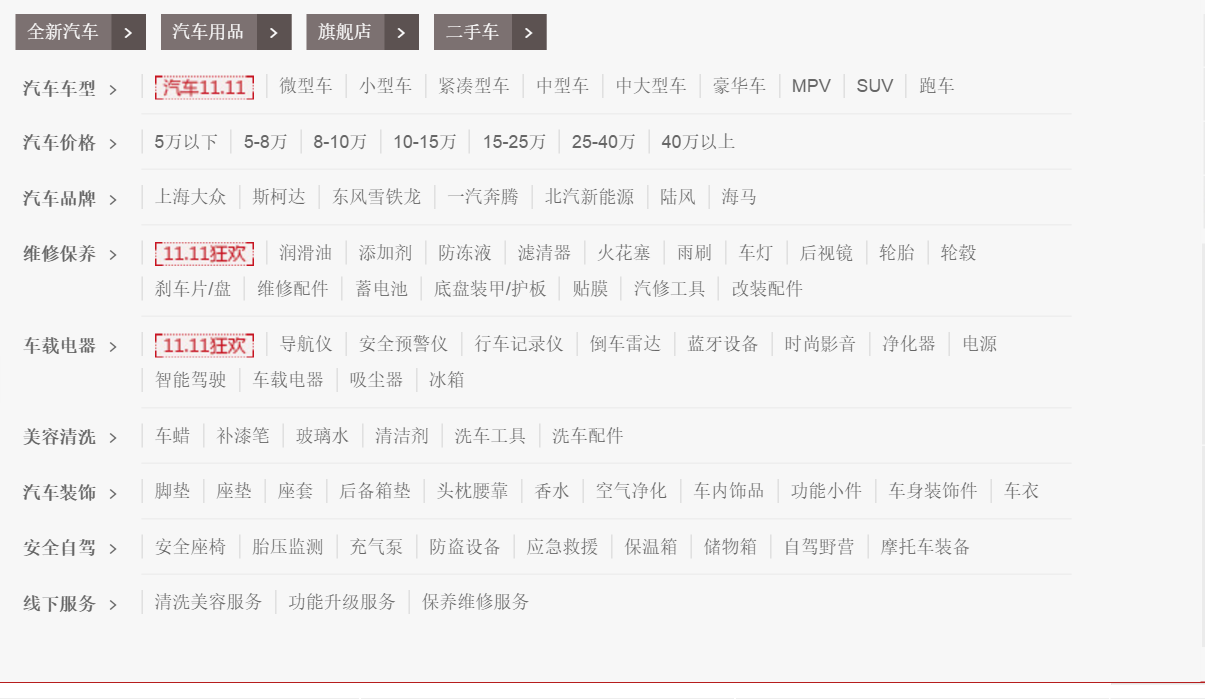 全新汽车 > 汽车用品 > 旗舰店 > 二手车 >
汽车车型 > 汽车11.11 微型车 小型车 紧凑型车 中型车 中大型车 豪华车 MPV SUV 跑车
汽车价格 > 5万以下 5-8万 8-10万 10-15万 15-25万 25-40万 40万以上
汽车品牌 > 上海大众 斯柯达 东风雪铁龙 一汽奔腾 北汽新能源 陆风 海马
维修保养 > 11.11狂欢 润滑油 添加剂 防冻液 滤清器 火花塞 雨刷 车灯 后视镜 轮胎 轮毂
刹车片/盘 维修配件 蓄电池 底盘装甲/护板 贴膜 汽修工具 改装配件
车载电器 > 11.11狂欢 导航仪 安全预警仪 行车记录仪 倒车雷达 蓝牙设备 时尚影音 净化器 电源
智能驾驶 车载电器 吸尘器 冰箱
美容清洗 > 车蜡 补漆笔 玻璃水 清洁剂 洗车工具 洗车配件
汽车装饰 > 脚垫 座垫 座套 后备箱垫 头枕腰靠 香水 空气净化 车内饰品 功能小件 车身装饰件 车衣
安全自驾 > 安全座椅 胎压监测 充气泵 防盗设备 应急救援 保温箱 储物箱 自驾野营 摩托车装备
线下服务 > 清洗美容服务 功能升级服务 保养维修服务